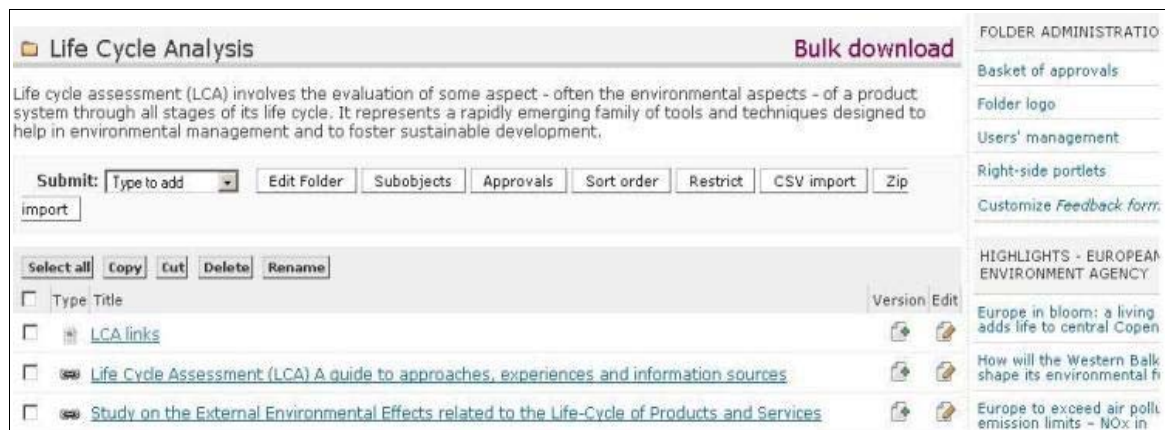 Life Cycle Analysis
Bulk download
Life cycle assessment (LCA) involves the evaluation of some aspect - often the environmental aspects - of a product
system through all stages of its life cycle. It represents a rapidly emerging family of tools and techniques designed to
help in environmental management and to foster sustainable development.
Submit: Type to add Edit Folder Subobjects Approvals Sort order Restrict CSV import Zip
import
Select all Copy Cut Delete Rename
Type Title Version Edit
LCA links
Life Cycle Assessment (LCA) A guide to approaches, experiences and information sources
Study on the External Environmental Effects related to the Life-Cycle of Products and Services
FOLDER ADMINISTRATIO
Basket of approvals
Folder logo
Users' management
Right-side portlets
Customize Feedback form
HIGHLIGHTS - EUROPEAN
ENVIRONMENT AGENCY
Europe in bloom: a living
adds life to central Copen
How will the Western Balk
shape its environmental f
Europe to exceed air pollu
emission limits – NOx in